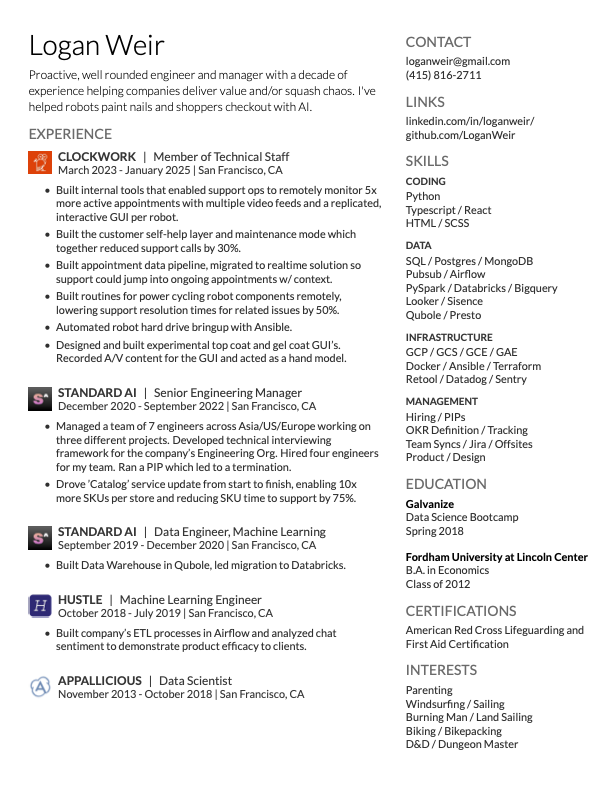 Logan Weir
Proactive, well rounded engineer and manager with a decade of
experience helping companies deliver value and/or squash chaos. I've
helped robots paint nails and shoppers checkout with AI.
EXPERIENCE
CLOCKWORK | Member of Technical Staff
March 2023 - January 2025 | San Francisco, CA
• Built internal tools that enabled support ops to remotely monitor 5x
more active appointments with multiple video feeds and a replicated,
interactive GUI per robot.
• Built the customer self-help layer and maintenance mode which
together reduced support calls by 30%.
• Built appointment data pipeline, migrated to realtime solution so
support could jump into ongoing appointments w/ context.
• Built routines for power cycling robot components remotely,
lowering support resolution times for related issues by 50%.
• Automated robot hard drive bringup with Ansible.
• Designed and built experimental top coat and gel coat GUI's.
Recorded A/V content for the GUI and acted as a hand model.
STANDARD AI | Senior Engineering Manager
December 2020 - September 2022 | San Francisco, CA
• Managed a team of 7 engineers across Asia/US/Europe working on
three different projects. Developed technical interviewing
framework for the company's Engineering Org. Hired four engineers
for my team. Ran a PIP which led to a termination.
• Drove 'Catalog' service update from start to finish, enabling 10x
more SKUs per store and reducing SKU time to support by 75%.
STANDARD AI | Data Engineer, Machine Learning
September 2019 - December 2020 | San Francisco, CA
• Built Data Warehouse in Qubole, led migration to Databricks.
H
HUSTLE | Machine Learning Engineer
October 2018 - July 2019 | San Francisco, CA
• Built company's ETL processes in Airflow and analyzed chat
sentiment to demonstrate product efficacy to clients.
APPALLICIOUS | Data Scientist
November 2013 - October 2018 | San Francisco, CA
CONTACT
loganweir@gmail.com
(415) 816-2711
LINKS
linkedin.com/in/loganweir/
github.com/LoganWeir
SKILLS
CODING
Python
Typescript / React
HTML / SCSS
DATA
SQL / Postgres / MongoDB
Pubsub / Airflow
PySpark / Databricks / Bigquery
Looker / Sisence
Qubole / Presto
INFRASTRUCTURE
GCP / GCS / GCE / GAE
Docker / Ansible / Terraform
Retool / Datadog / Sentry
MANAGEMENT
Hiring / PIPs
OKR Definition / Tracking
Team Syncs / Jira / Offsites
Product / Design
EDUCATION
Galvanize
Data Science Bootcamp
Spring 2018
Fordham University at Lincoln Center
B.A. in Economics
Class of 2012
CERTIFICATIONS
American Red Cross Lifeguarding and
First Aid Certification
INTERESTS
Parenting
Windsurfing / Sailing
Burning Man / Land Sailing
Biking / Bikepacking
D&D / Dungeon Master